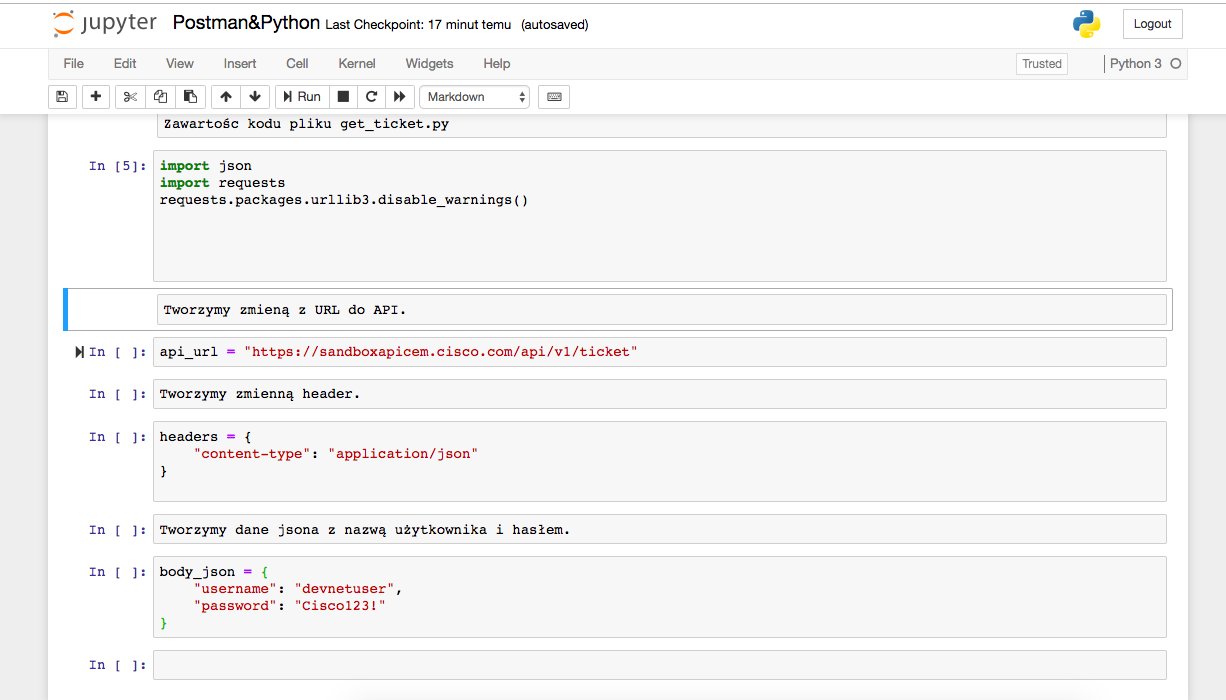 jupyter Postman&Python Last Checkpoint: 17 minut temu (autosaved) Logout
File Edit View Insert Cell Kernel Widgets Help Trusted Python 3
Run Markdown
Zawartośc kodu pliku get_ticket.py
In [5]: import json
import requests
requests.packages.urllib3.disable_warnings()
Tworzymy zmieną z URL do API.
In [ ]: api_url = "https://sandboxapicem.cisco.com/api/v1/ticket"
In [ ]: Tworzymy zmienną header.
In [ ]: headers = {
"content-type": "application/json"
}
In [ ]: Tworzymy dane jsona z nazwą użytkownika i hasłem.
In [ ]: body_json = {
"username": "devnetuser",
"password": "Cisco123!"
}
In [ ]: